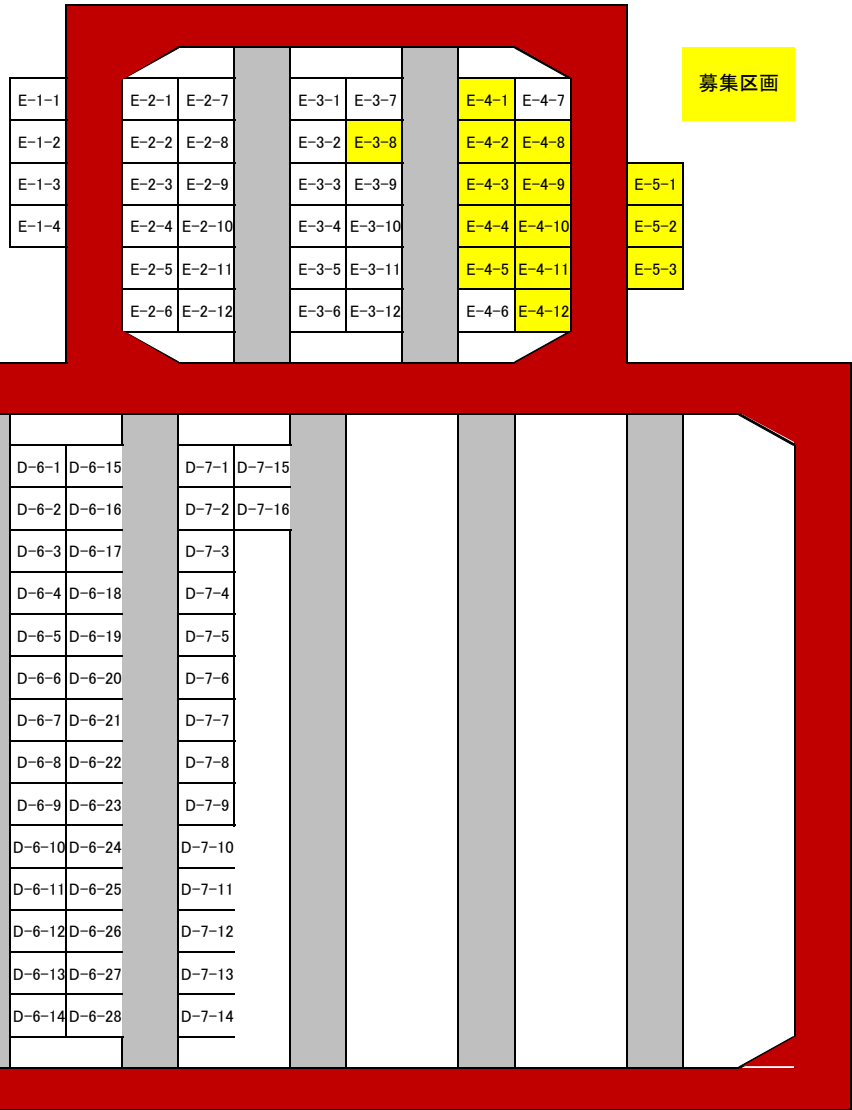 募集区画
E-1-1 E-2-1 E-2-7 E-3-1 E-3-7 E-4-1 E-4-7
E-1-2 E-2-2 E-2-8 E-3-2 E-3-8 E-4-2 E-4-8
E-1-3 E-2-3 E-2-9 E-3-3 E-3-9 E-4-3 E-4-9 E-5-1
E-1-4 E-2-4 E-2-10 E-3-4 E-3-10 E-4-4 E-4-10 E-5-2
E-2-5 E-2-11 E-3-5 E-3-11 E-4-5 E-4-11 E-5-3
E-2-6 E-2-12 E-3-6 E-3-12 E-4-6 E-4-12
D-6-1 D-6-15 D-7-1 D-7-15
D-6-2 D-6-16 D-7-2 D-7-16
D-6-3 D-6-17 D-7-3
D-6-4 D-6-18 D-7-4
D-6-5 D-6-19 D-7-5
D-6-6 D-6-20 D-7-6
D-6-7 D-6-21 D-7-7
D-6-8 D-6-22 D-7-8
D-6-9 D-6-23 D-7-9
D-6-10 D-6-24 D-7-10
D-6-11 D-6-25 D-7-11
D-6-12 D-6-26 D-7-12
D-6-13 D-6-27 D-7-13
D-6-14 D-6-28 D-7-14